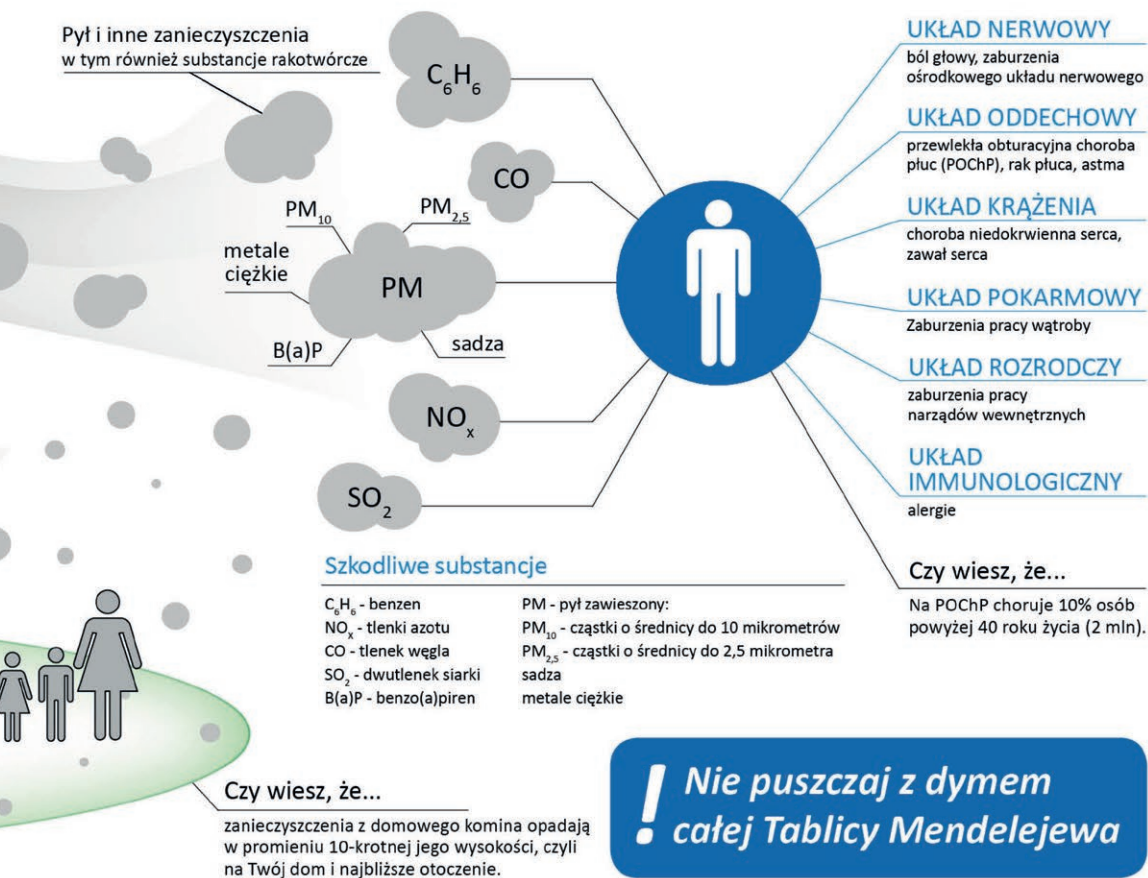 Pył i inne zanieczyszczenia
w tym również substancje rakotwórcze
C₆H₆
CO
PM₁₀
PM₂,₅
metale
ciężkie
PM
B(a)P
sadza
NOₓ
SO₂
UKŁAD NERWOWY
ból głowy, zaburzenia
ośrodkowego układu nerwowego
UKŁAD ODDECHOWY
przewlekła obturacyjna choroba
płuc (POChP), rak płuca, astma
UKŁAD KRĄŻENIA
choroba niedokrwienna serca,
zawał serca
UKŁAD POKARMOWY
Zaburzenia pracy wątroby
UKŁAD ROZRODCZY
zaburzenia pracy
narządów wewnętrznych
UKŁAD
IMMUNOLOGICZNY
alergie
Czy wiesz, że...
Na POChP choruje 10% osób
powyżej 40 roku życia (2 mln).
Szkodliwe substancje
C₆H₆ - benzen
NOₓ - tlenki azotu
CO - tlenek węgla
SO₂ - dwutlenek siarki
B(a)P - benzo(a)piren
PM - pył zawieszony:
PM₁₀ - cząstki o średnicy do 10 mikrometrów
PM₂,₅ - cząstki o średnicy do 2,5 mikrometra
sadza
metale ciężkie
Czy wiesz, że...
zanieczyszczenia z domowego komina opadają
w promieniu 10-krotnej jego wysokości, czyli
na Twój dom i najbliższe otoczenie.
! Nie puszczaj z dymem
całej Tablicy Mendelejewa